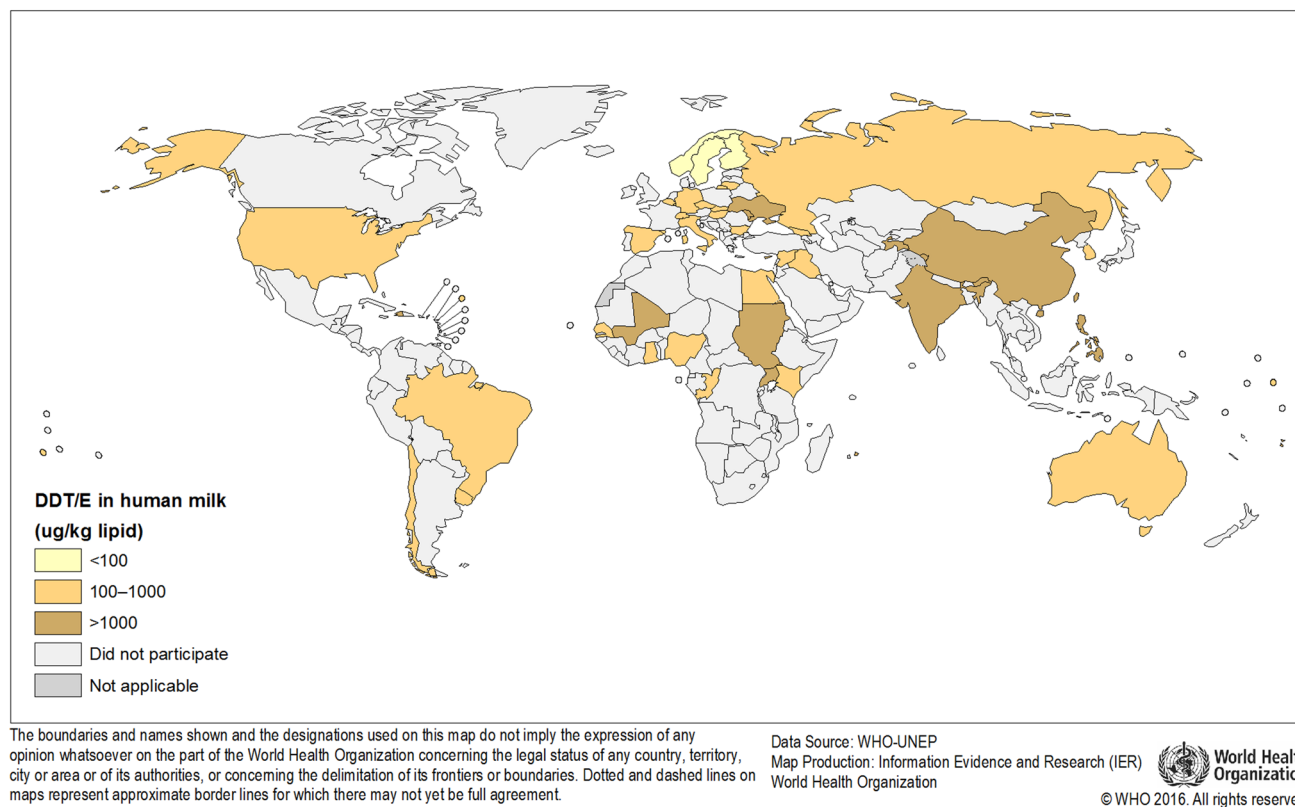 DDT/E in human milk
(ug/kg lipid)
<100
100–1000
>1000
Did not participate
Not applicable
The boundaries and names shown and the designations used on this map do not imply the expression of any
opinion whatsoever on the part of the World Health Organization concerning the legal status of any country, territory,
city or area or of its authorities, or concerning the delimitation of its frontiers or boundaries. Dotted and dashed lines on
maps represent approximate border lines for which there may not yet be full agreement.
Data Source: WHO-UNEP
Map Production: Information Evidence and Research (IER)
World Health Organization
World Healt
Organizatio
© WHO 2016. All rights reserve